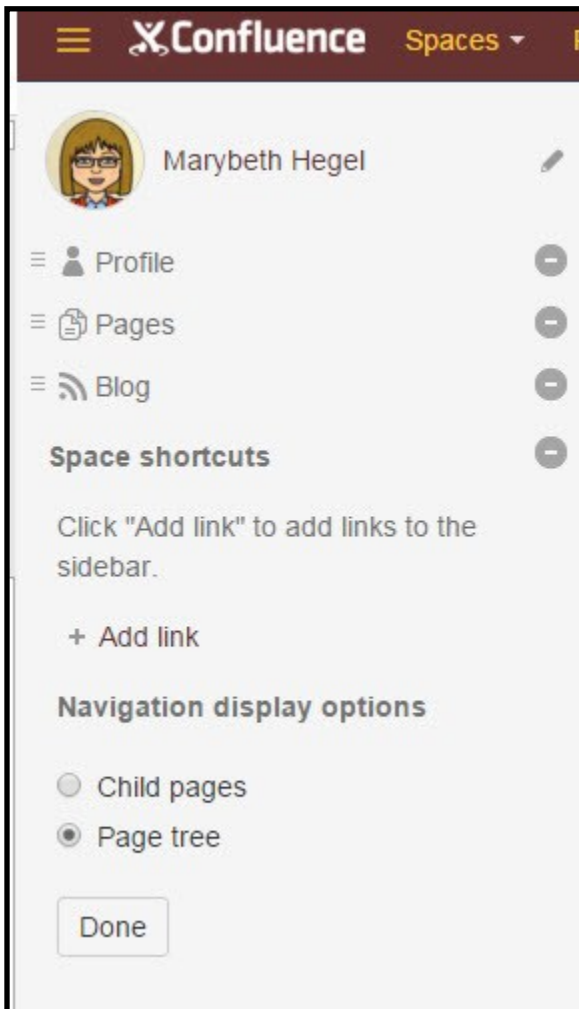 Confluence Spaces
Marybeth Hegel
Profile
Pages
Blog
Space shortcuts
Click "Add link" to add links to the
sidebar.
+ Add link
Navigation display options
Child pages
Page tree
Done